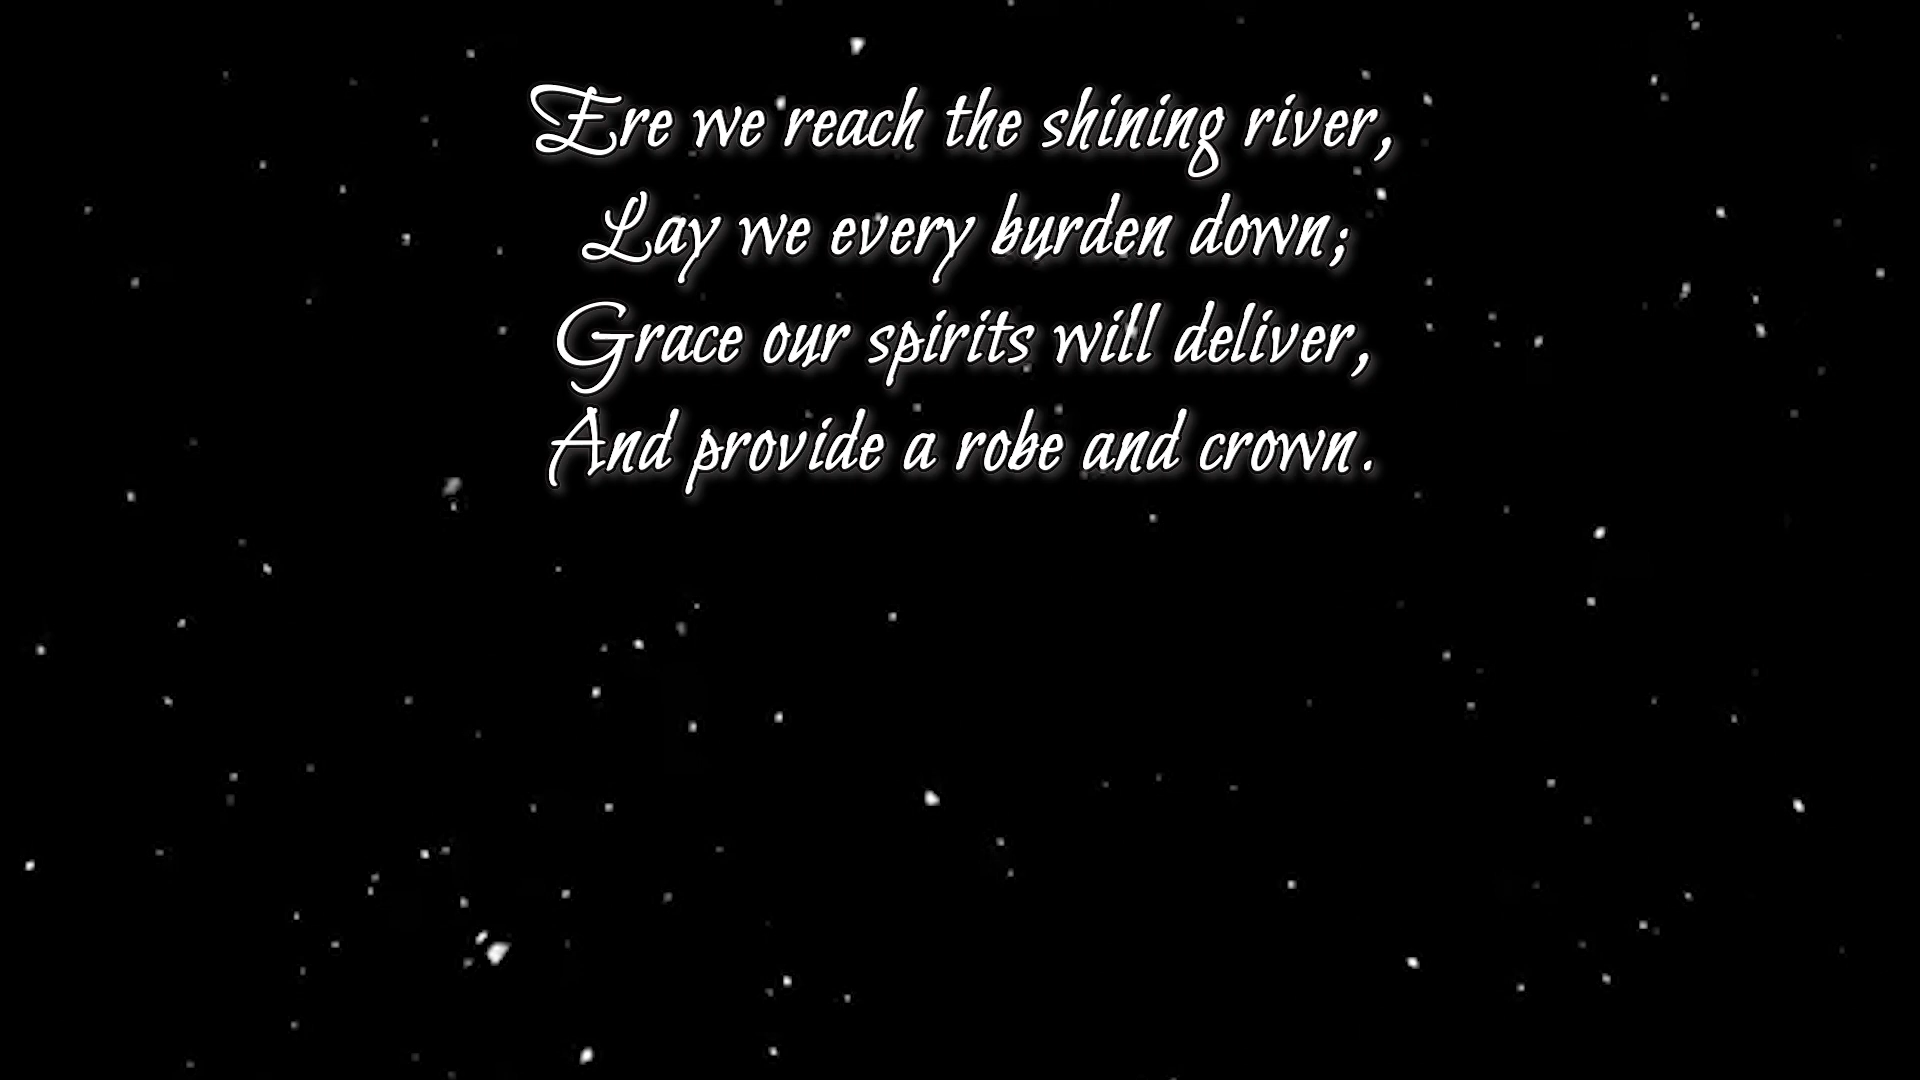 Ere we reach the shining river,
Lay we every burden down;
Grace our spirits will deliver,
And provide a robe and crown.